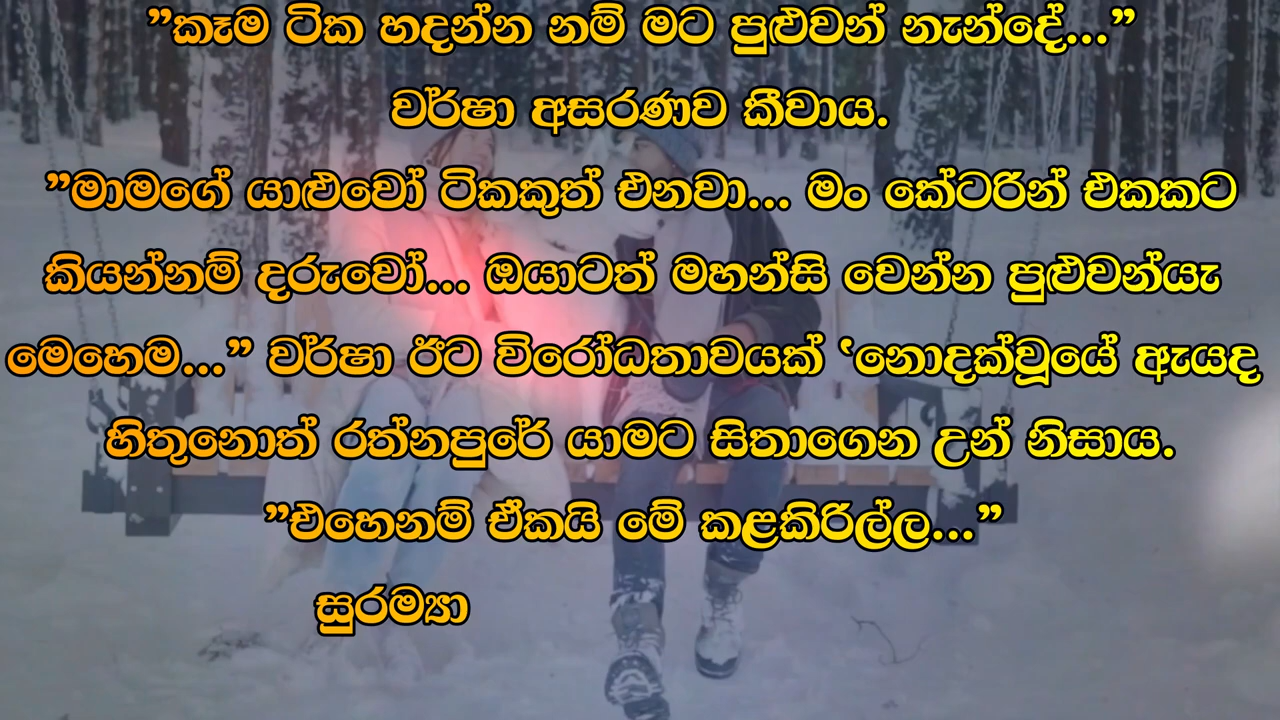 ”කෑම ටික හදන්න නම් මට පුළුවන් නැන්දේ...”
වර්ෂා අසරණව කීවාය.
”මාමගේ යාළුවෝ ටිකකුත් එනවා... මං කේටරින් එකකට
කියන්නම් දරුවෝ... ඔයාටත් මහන්සි වෙන්න පුළුවන්යැ
මෙහෙම...” වර්ෂා ඊට විරෝධතාවයක් ‛නොදක්වූයේ ඇයද
හිතුනොත් රත්නපුරේ යාමට සිතාගෙන උන් නිසාය.
”එහෙනම් ඒකයි මේ කළකිරිල්ල...”
සුරම්‍යා